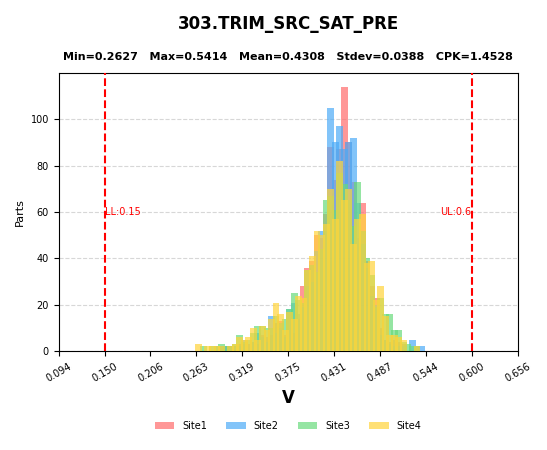 303.TRIM_SRC_SAT_PRE
Min=0.2627 Max=0.5414 Mean=0.4308 Stdev=0.0388 CPK=1.4528
100
80
60
40
20
0
Parts
LL:0.15
UL:0.6
0.094 0.150 0.206 0.263 0.319 0.375 0.431 0.487 0.544 0.600 0.656
V
Site1 Site2 Site3 Site4